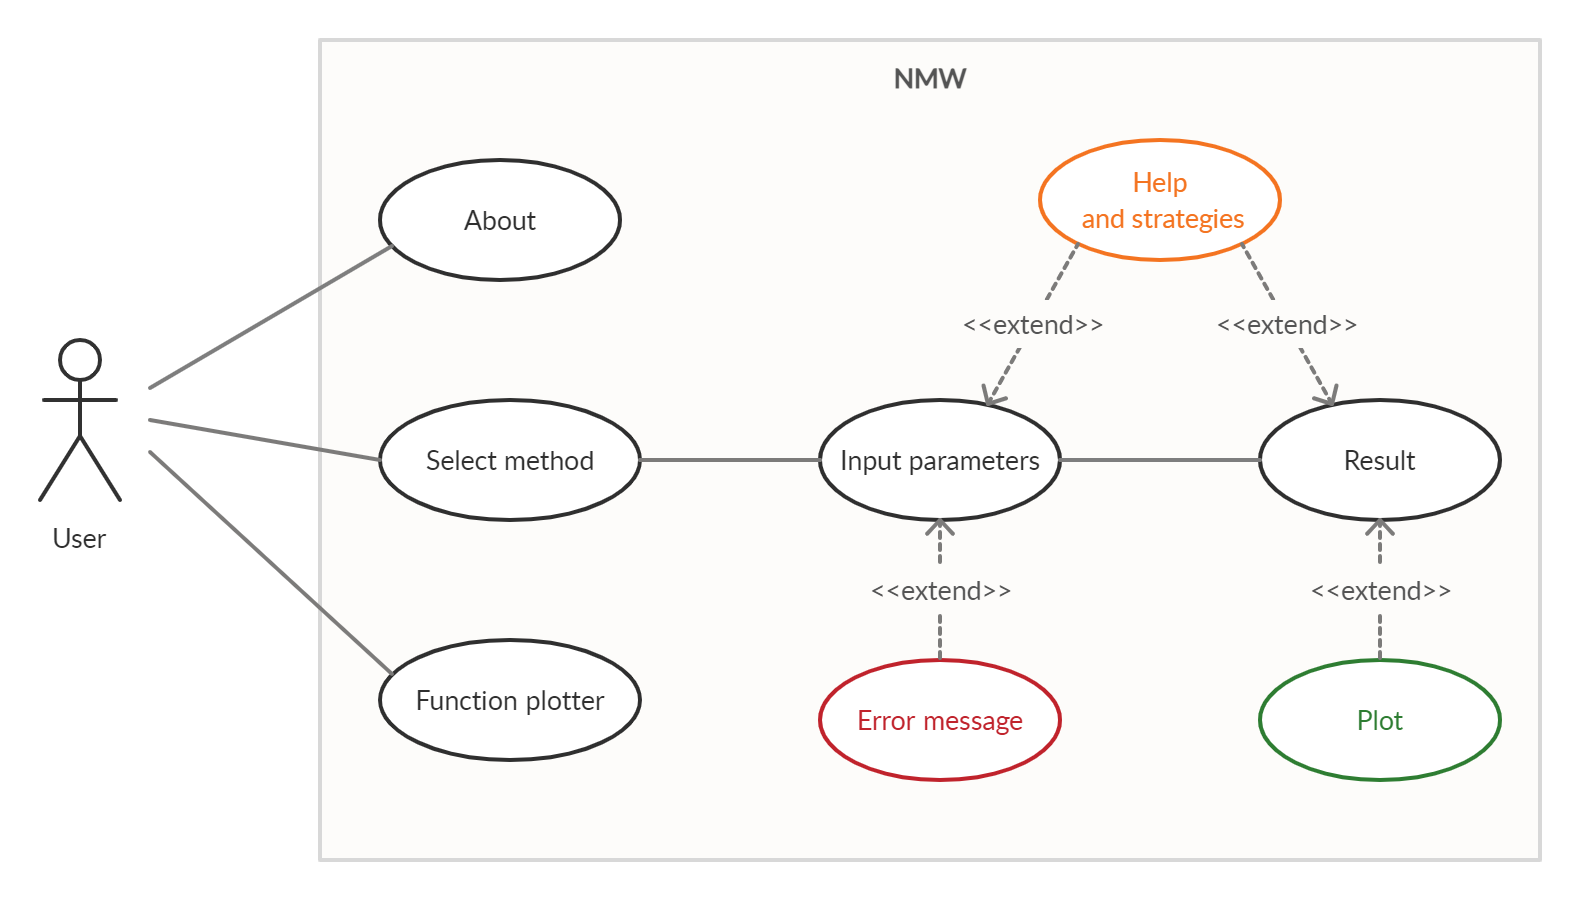 NMW
About
Help
and strategies
<<extend>>
<<extend>>
Select method
Input parameters
Result
User
<<extend>>
<<extend>>
Function plotter
Error message
Plot